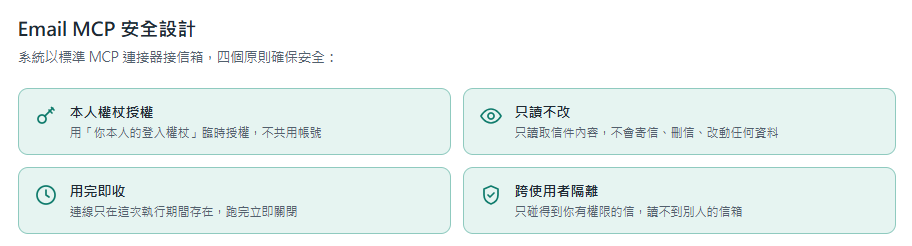 Email MCP 安全設計
系統以標準 MCP 連接器接信箱，四個原則確保安全：
本人權杖授權
用「你本人的登入權杖」臨時授權，不共用帳號
只讀不改
只讀取信件內容，不會寄信、刪信、改動任何資料
用完即收
連線只在這次執行期間存在，跑完立即關閉
跨使用者隔離
只碰得到你有權限的信，讀不到別人的信箱